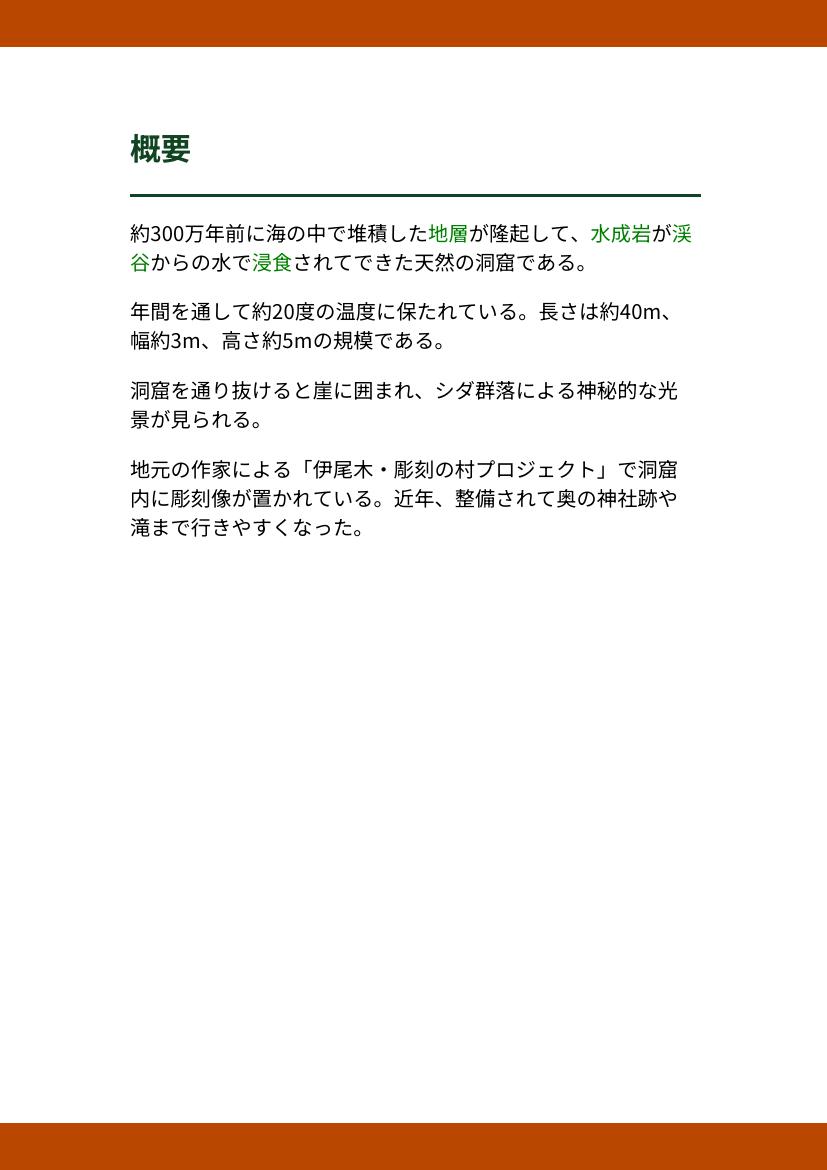 概要
約300万年前に海の中で堆積した地層が隆起して、水成岩が渓
谷からの水で浸食されてできた天然の洞窟である。
年間を通して約20度の温度に保たれている。長さは約40m、
幅約3m、高さ約5mの規模である。
洞窟を通り抜けると崖に囲まれ、シダ群落による神秘的な光
景が見られる。
地元の作家による「伊尾木・彫刻の村プロジェクト」で洞窟
内に彫刻像が置かれている。近年、整備されて奥の神社跡や
滝まで行きやすくなった。